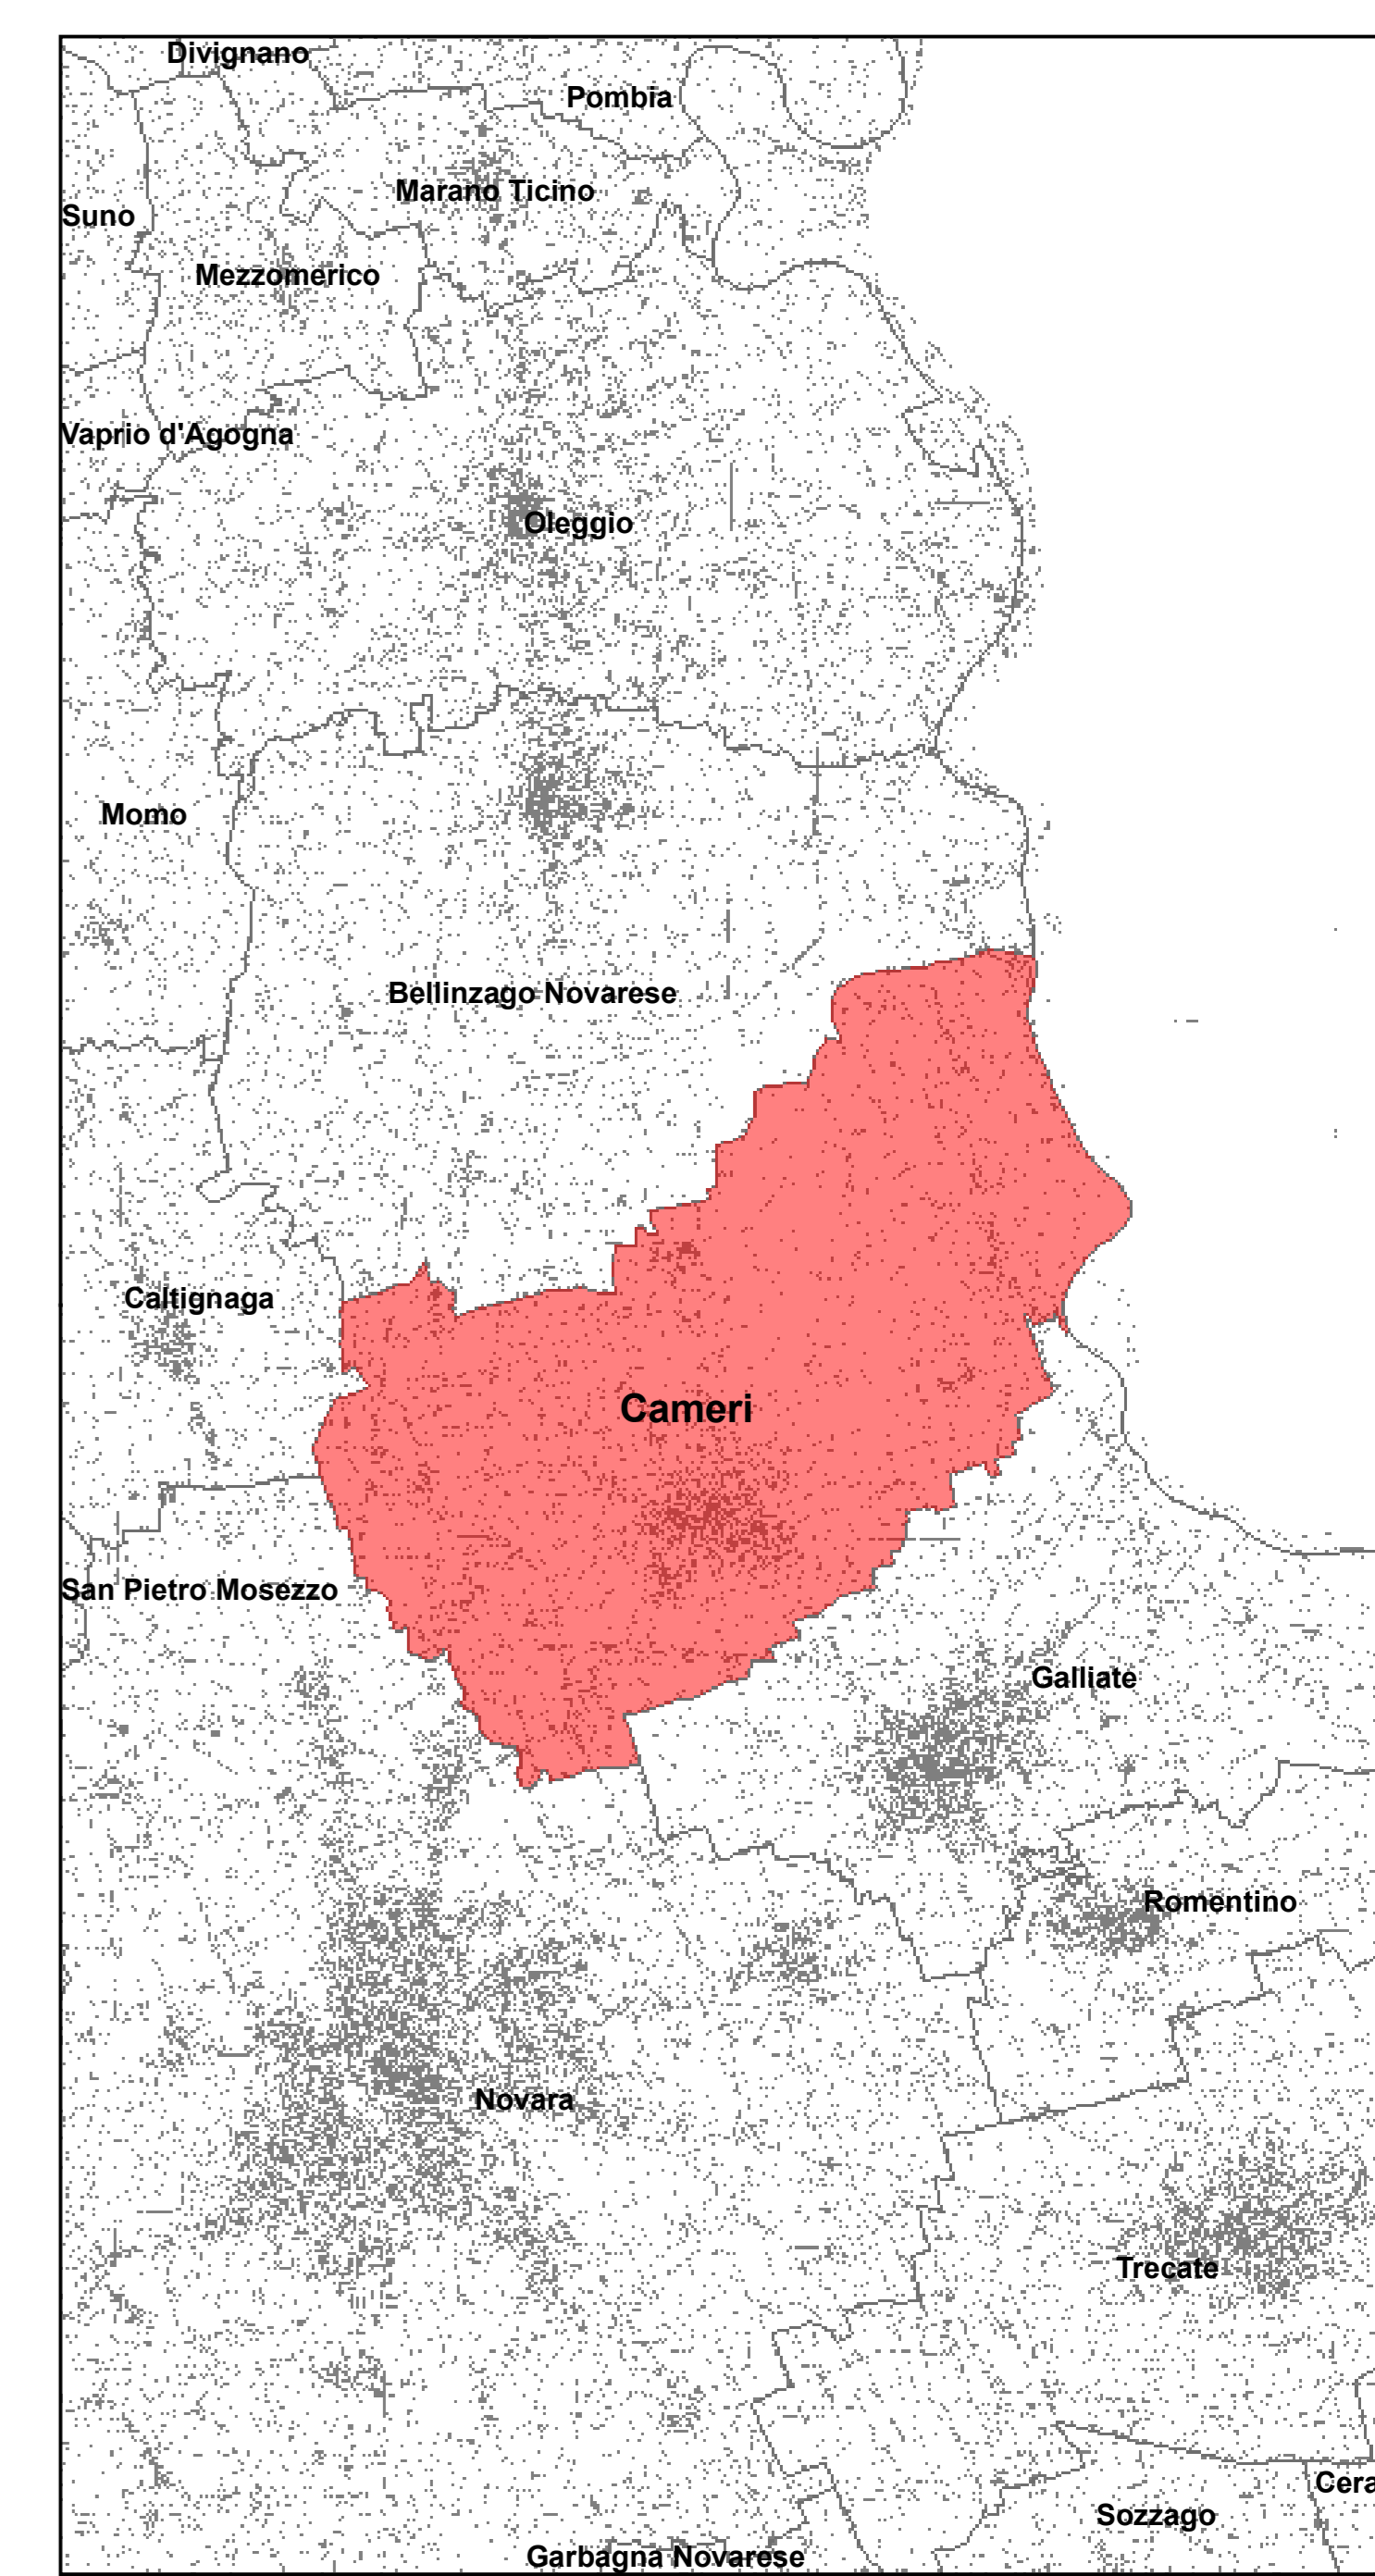 Divignano
Pombia
Marano Ticino
Suno
Mezzomerico
Vaprio d'Agogna
Oleggio
Momo
Bellinzago Novarese
Caltignaga
Cameri
San Pietro Mosezzo
Galliate
Romentino
Novara
Trecate
Cera
Sozzago
Garbagna Novarese